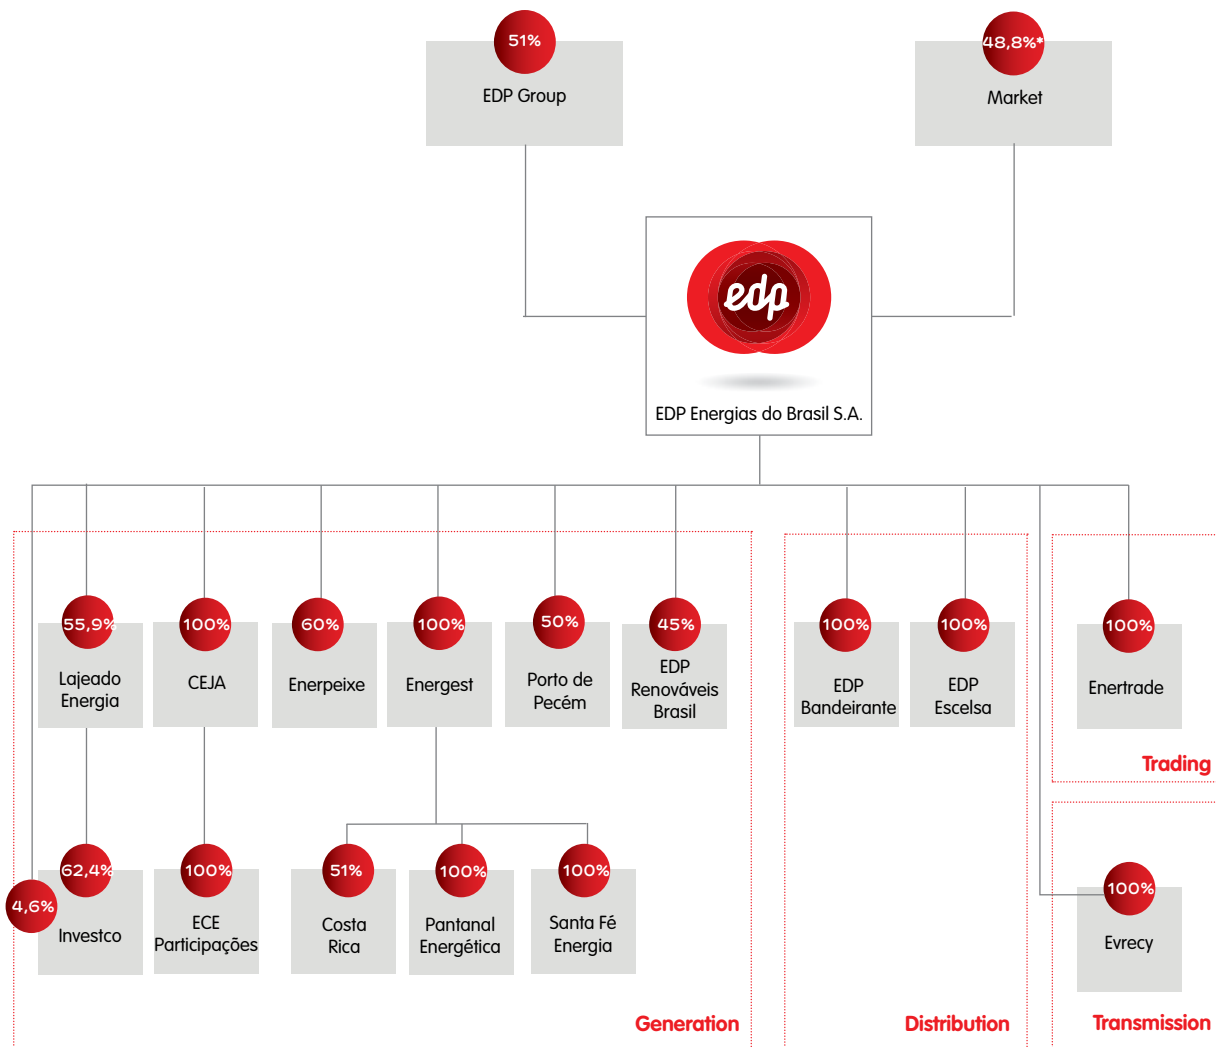 51%
EDP Group
48,8%*
Market
edp
EDP Energias do Brasil S.A.
55,9%
Lajeado
Energia
100%
CEJA
60%
Enerpeixe
100%
Energest
50%
Porto de
Pecém
45%
EDP
Renováveis
Brasil
100%
EDP
Bandeirante
100%
EDP
Escelsa
100%
Enertrade
Trading
4,6%
62,4%
Investco
100%
ECE
Participações
51%
Costa
Rica
100%
Pantanal
Energética
100%
Santa Fé
Energia
100%
Evrecy
Generation
Distribution
Transmission